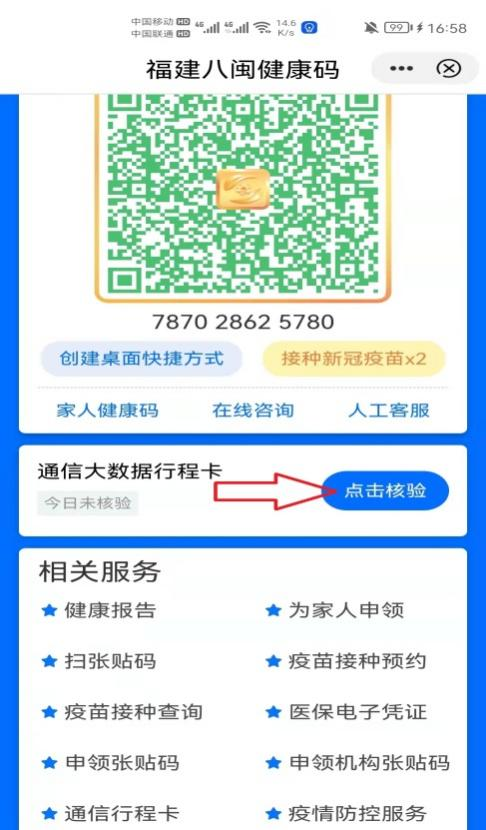 中国移动 HD 4G 4G 14.6 99 16:58
中国联通 HD K/s
福建八闽健康码
7870 2862 5780
创建桌面快捷方式 接种新冠疫苗x2
家人健康码 在线咨询 人工客服
通信大数据行程卡
今日未核验
点击核验
相关服务
健康报告 为家人申领
扫张贴码 疫苗接种预约
疫苗接种查询 医保电子凭证
申领张贴码 申领机构张贴码
通信行程卡 疫情防控服务